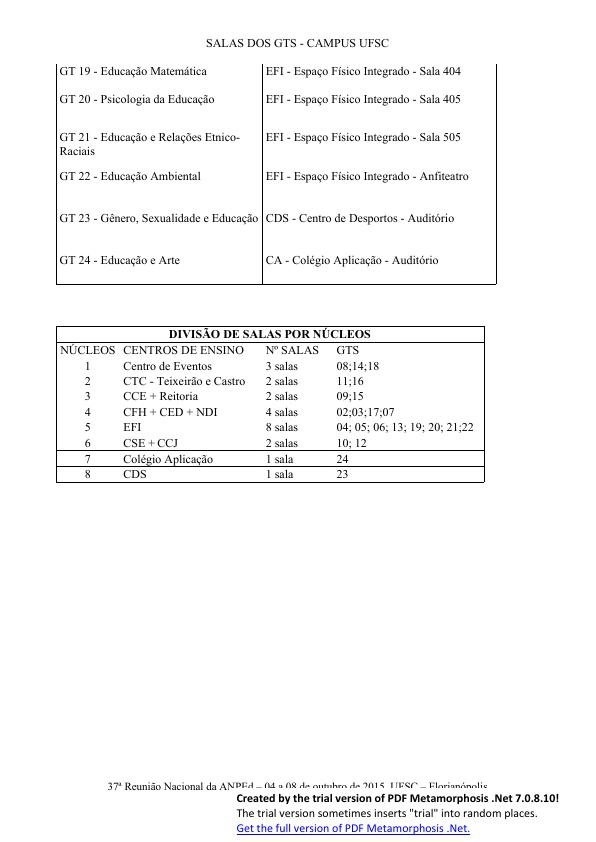 SALAS DOS GTS - CAMPUS UFSC
GT 19 - Educação Matemática EFI - Espaço Físico Integrado - Sala 404
GT 20 - Psicologia da Educação EFI - Espaço Físico Integrado - Sala 405
GT 21 - Educação e Relações Etnico- EFI - Espaço Físico Integrado - Sala 505
Raciais
GT 22 - Educação Ambiental EFI - Espaço Físico Integrado - Anfiteatro
GT 23 - Gênero, Sexualidade e Educação CDS - Centro de Desportos - Auditório
GT 24 - Educação e Arte CA - Colégio Aplicação - Auditório
DIVISÃO DE SALAS POR NÚCLEOS
NÚCLEOS CENTROS DE ENSINO Nº SALAS GTS
1 Centro de Eventos 3 salas 08;14;18
2 CTC - Teixeirão e Castro 2 salas 11;16
3 CCE + Reitoria 2 salas 09;15
4 CFH + CED + NDI 4 salas 02;03;17;07
5 EFI 8 salas 04; 05; 06; 13; 19; 20; 21;22
6 CSE + CCJ 2 salas 10; 12
7 Colégio Aplicação 1 sala 24
8 CDS 1 sala 23
37ª Reunião Nacional da ANPEd – 04 a 08 de outubro de 2015, UFSC – Florianópolis
Created by the trial version of PDF Metamorphosis .Net 7.0.8.10!
The trial version sometimes inserts "trial" into random places.
Get the full version of PDF Metamorphosis .Net.